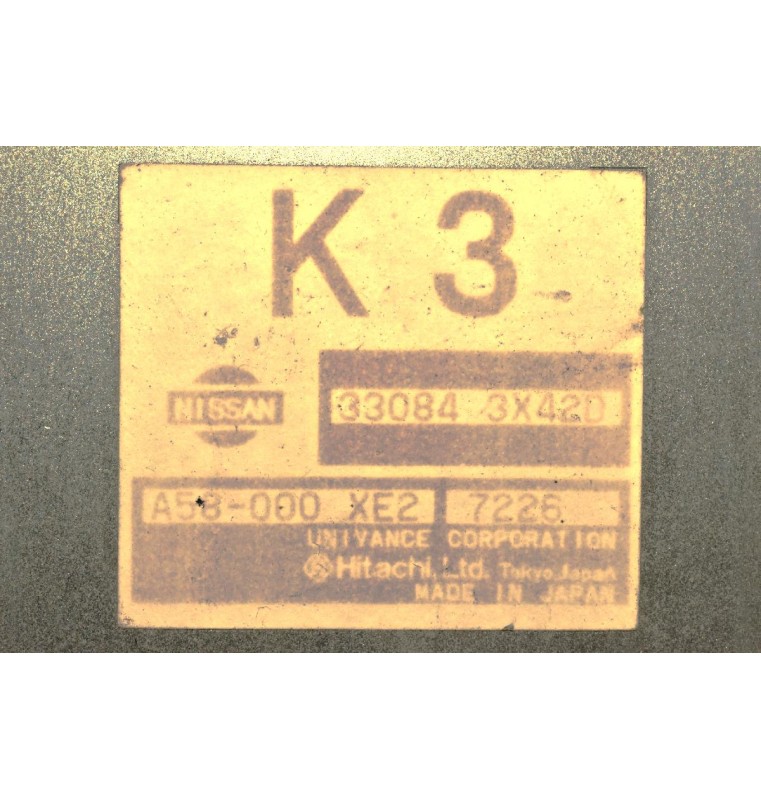 K 3
NISSAN
33084 3X42D
A58-000 XE2 7226
UNIVANCE CORPORATION
Hitachi, Ltd. Tokyo Japan
MADE IN JAPAN